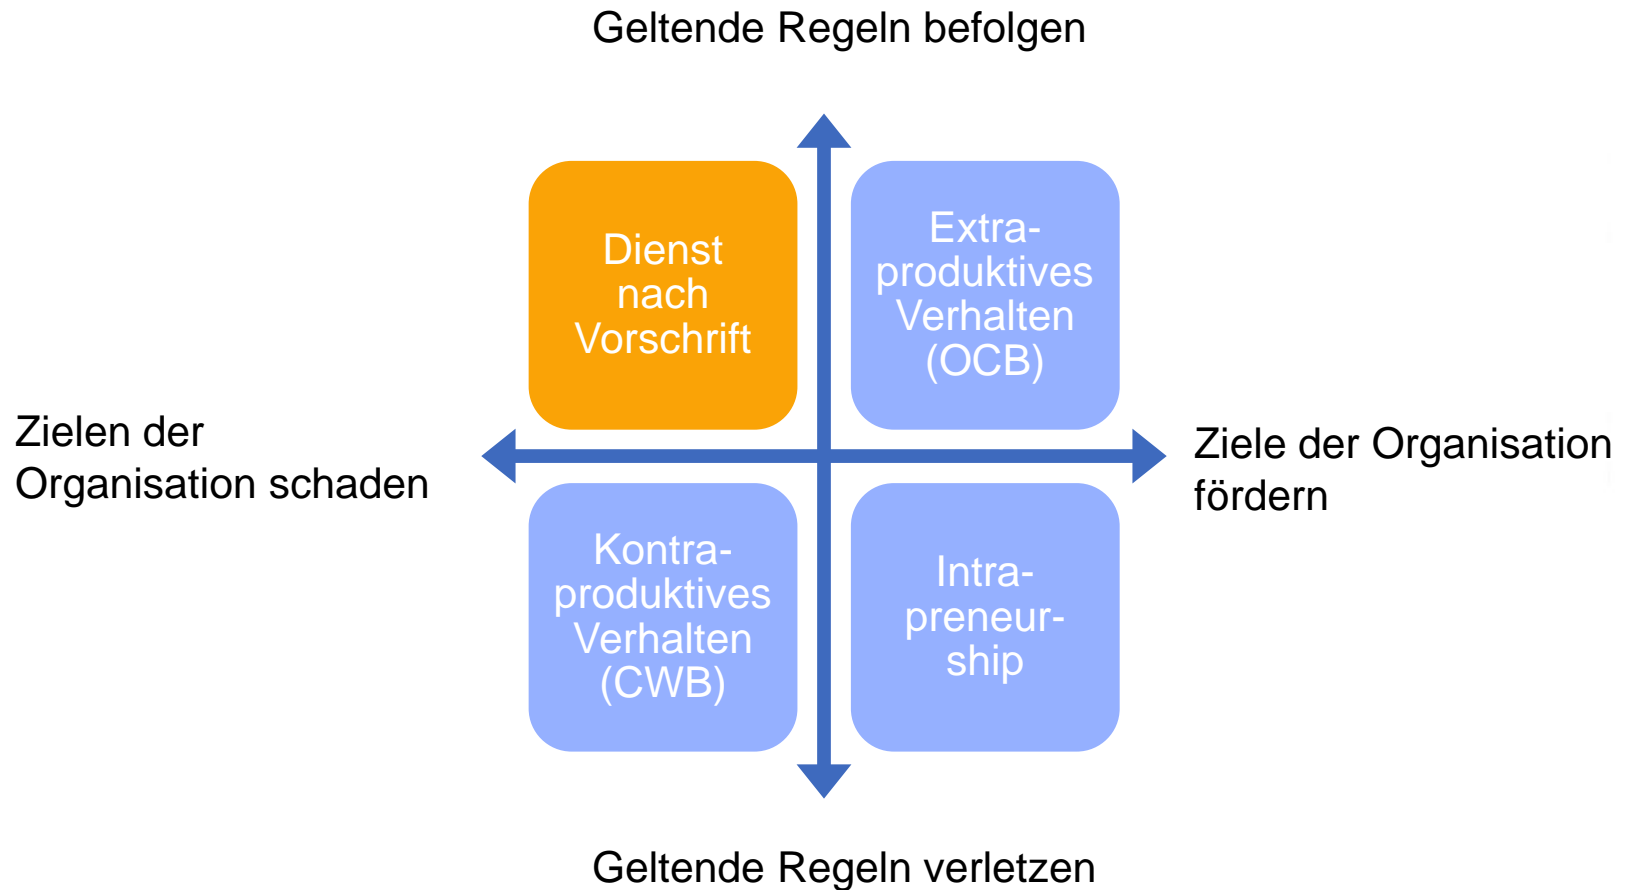 Geltende Regeln befolgen
Dienst
nach
Vorschrift
Extra-
produktives
Verhalten
(OCB)
Zielen der
Organisation schaden
Ziele der Organisation
fördern
Kontra-
produktives
Verhalten
(CWB)
Intra-
preneur-
ship
Geltende Regeln verletzen